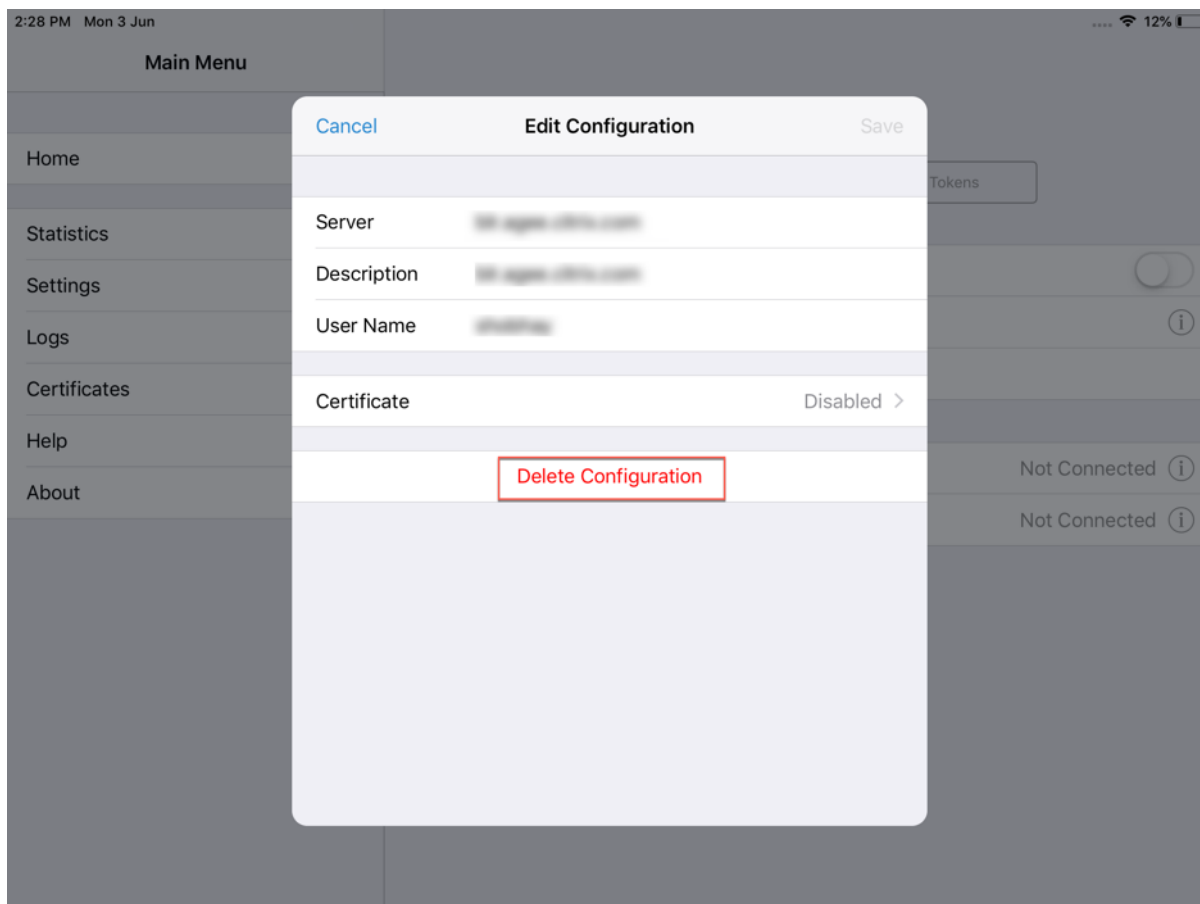 2:28 PM Mon 3 Jun
12%
Main Menu
Home
Statistics
Settings
Logs
Certificates
Help
About
Cancel
Edit Configuration
Save
Server
Description
User Name
Certificate
Disabled
Delete Configuration
Tokens
Not Connected
Not Connected